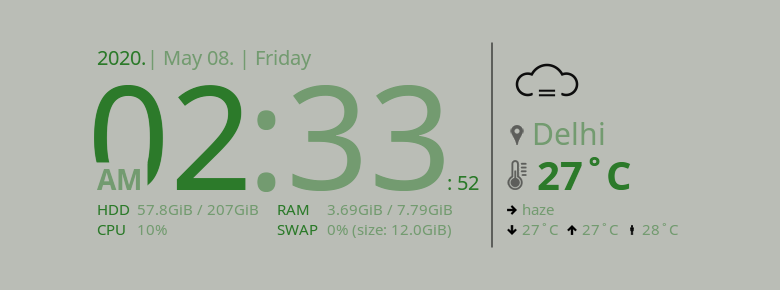 2020.| May 08. | Friday
02:33
AM
: 52
HDD 57.8GiB / 207GiB RAM 3.69GiB / 7.79GiB
CPU 10% SWAP 0% (size: 12.0GiB)
Delhi
27°C
haze
27°C 27°C 28°C